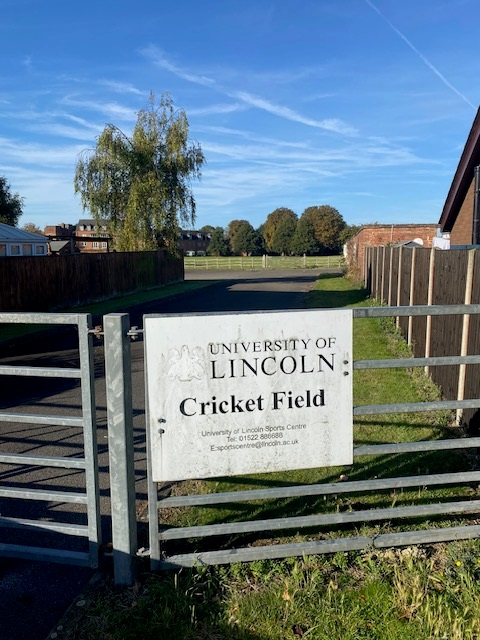 UNIVERSITY OF
LINCOLN
Cricket Field
University of Lincoln Sports Centre
Tel: 01522 886688
E:sportscentre@lincoln.ac.uk